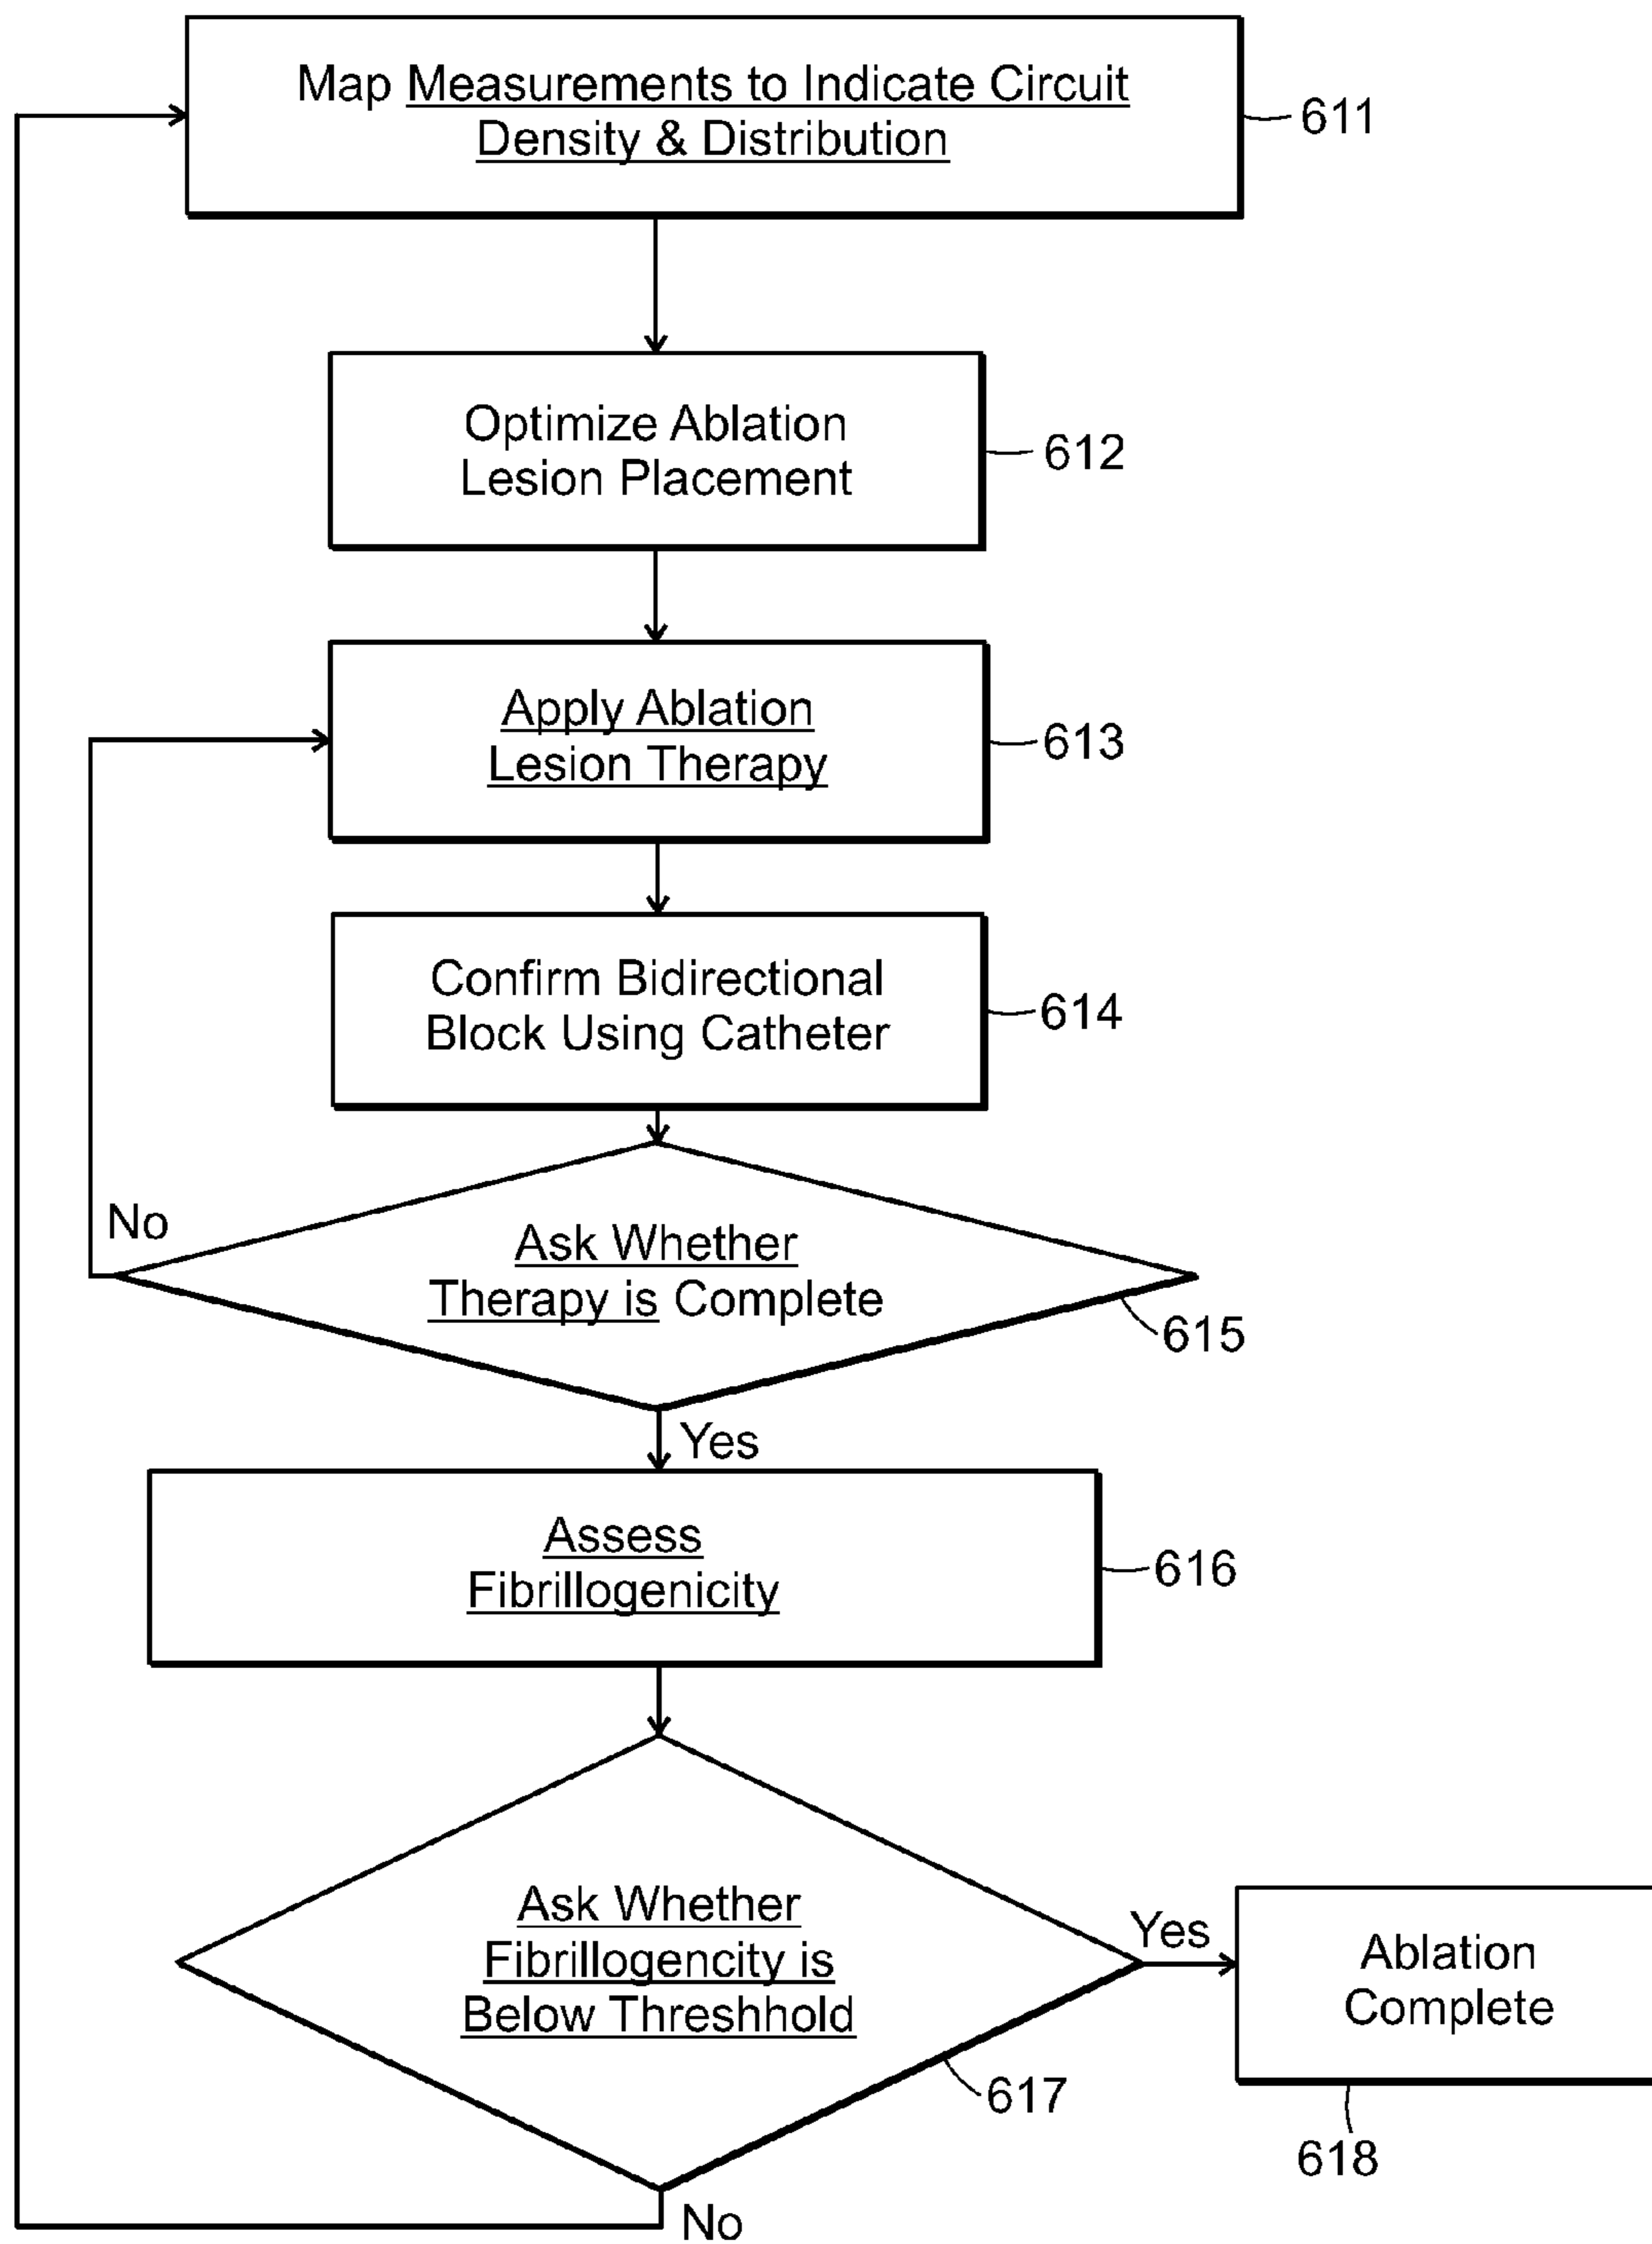 Map Measurements to Indicate Circuit
Density & Distribution
611
Optimize Ablation
Lesion Placement
612
Apply Ablation
Lesion Therapy
613
Confirm Bidirectional
Block Using Catheter
614
No
Ask Whether
Therapy is Complete
615
Yes
Assess
Fibrillogenicity
616
Ask Whether
Fibrillogencity is
Below Threshhold
617
Yes
Ablation
Complete
618
No